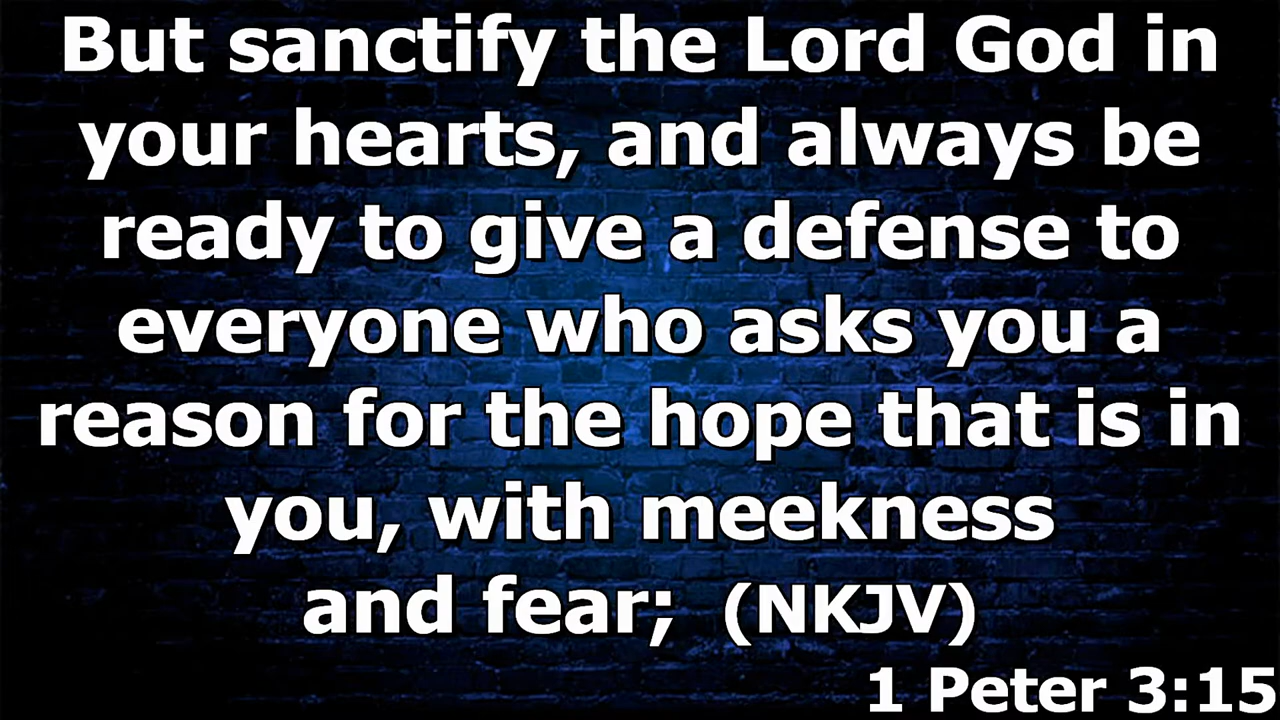 But sanctify the Lord God in
your hearts, and always be
ready to give a defense to
everyone who asks you a
reason for the hope that is in
you, with meekness
and fear;  (NKJV)
1 Peter 3:15